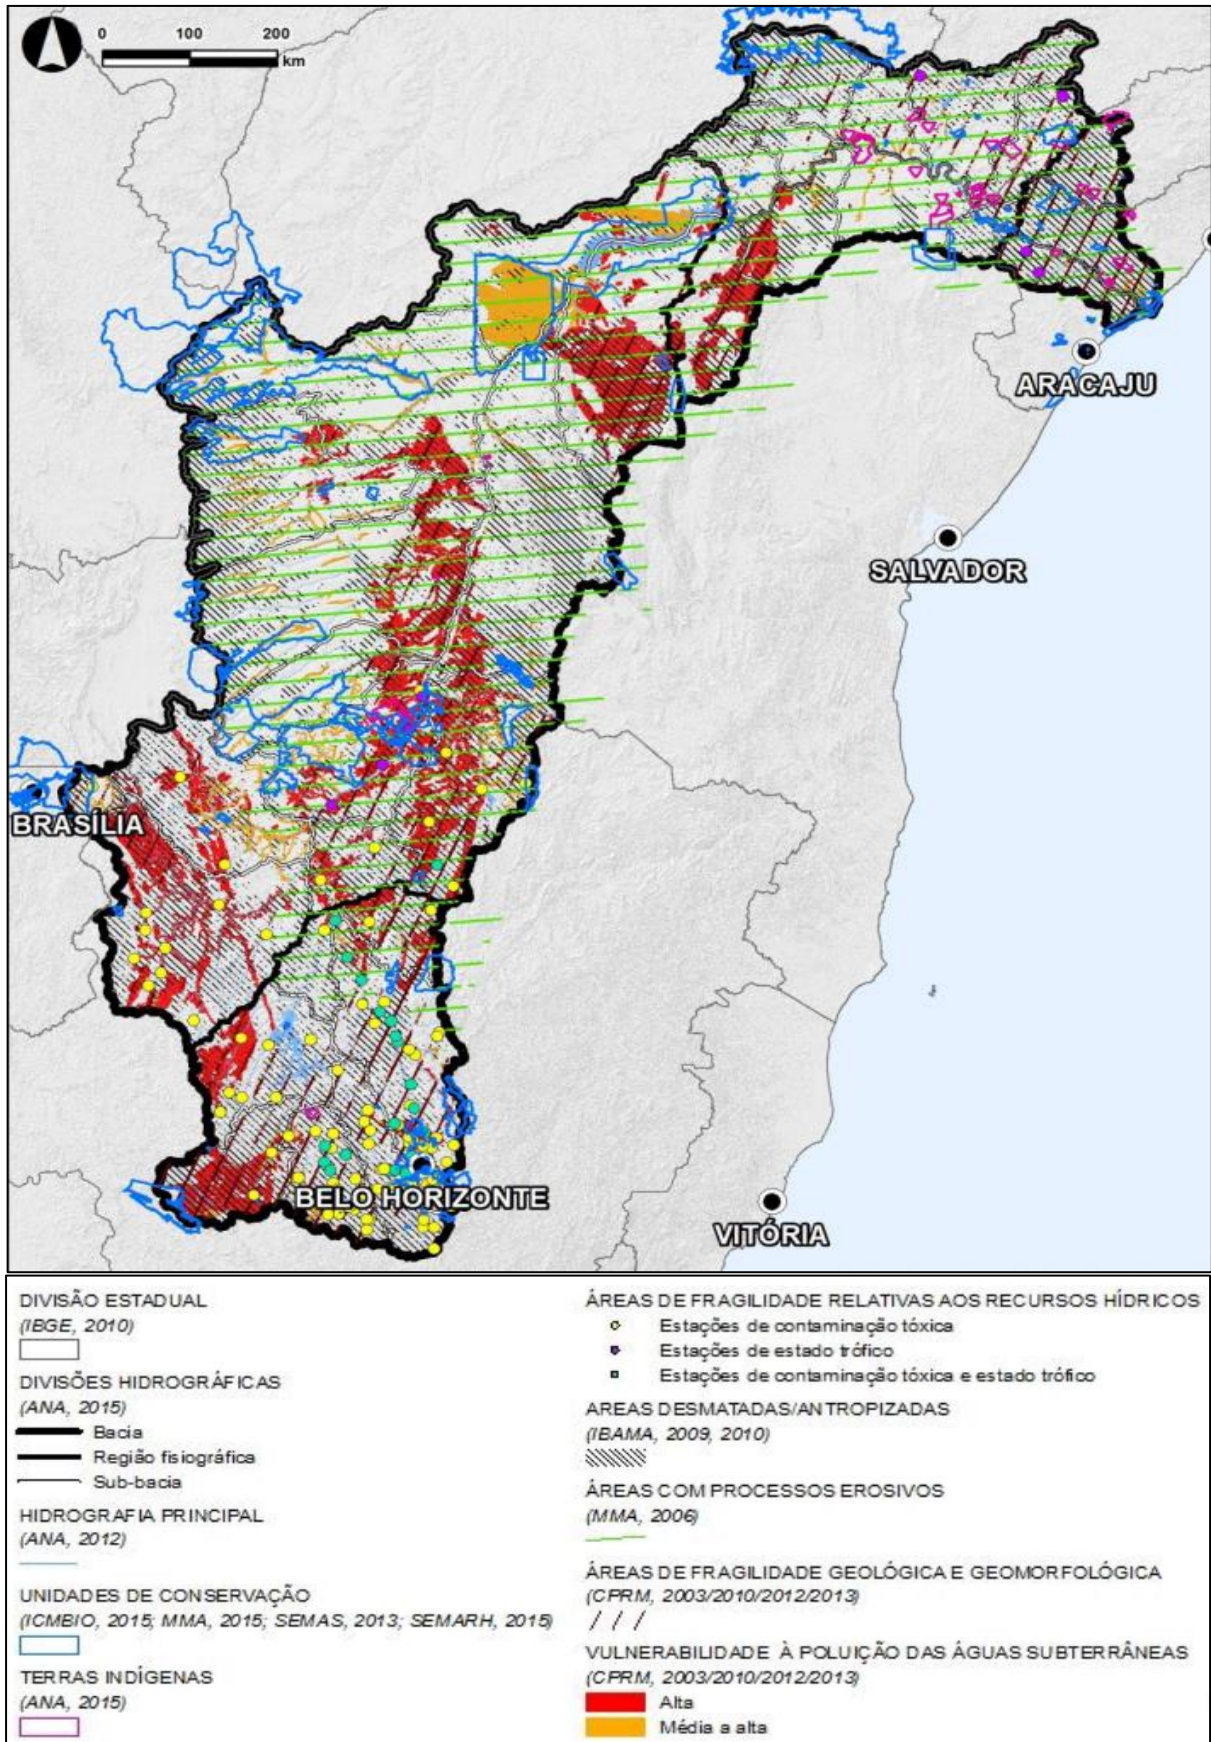 0 100 200
km
ARACAJU
SALVADOR
BRASÍLIA
BELO HORIZONTE
VITÓRIA
DIVISÃO ESTADUAL
(IBGE, 2010)
DIVISÕES HIDROGRÁFICAS
(ANA, 2015)
Bacia
Região fisiográfica
Sub-bacia
HIDROGRAFIA PRINCIPAL
(ANA, 2012)
UNIDADES DE CONSERVAÇÃO
(ICMBIO, 2015; MMA, 2015; SEMAS, 2013; SEMARH, 2015)
TERRAS INDÍGENAS
(ANA, 2015)
ÁREAS DE FRAGILIDADE RELATIVAS AOS RECURSOS HÍDRICOS
Estações de contaminação tóxica
Estações de estado trófico
Estações de contaminação tóxica e estado trófico
AREAS DESMATADAS/ANTROPIZADAS
(IBAMA, 2009, 2010)
ÁREAS COM PROCESSOS EROSIVOS
(MMA, 2006)
ÁREAS DE FRAGILIDADE GEOLÓGICA E GEOMORFOLÓGICA
(CPRM, 2003/2010/2012/2013)
VULNERABILIDADE À POLUIÇÃO DAS ÁGUAS SUBTERRÂNEAS
(CPRM, 2003/2010/2012/2013)
Alta
Média a alta